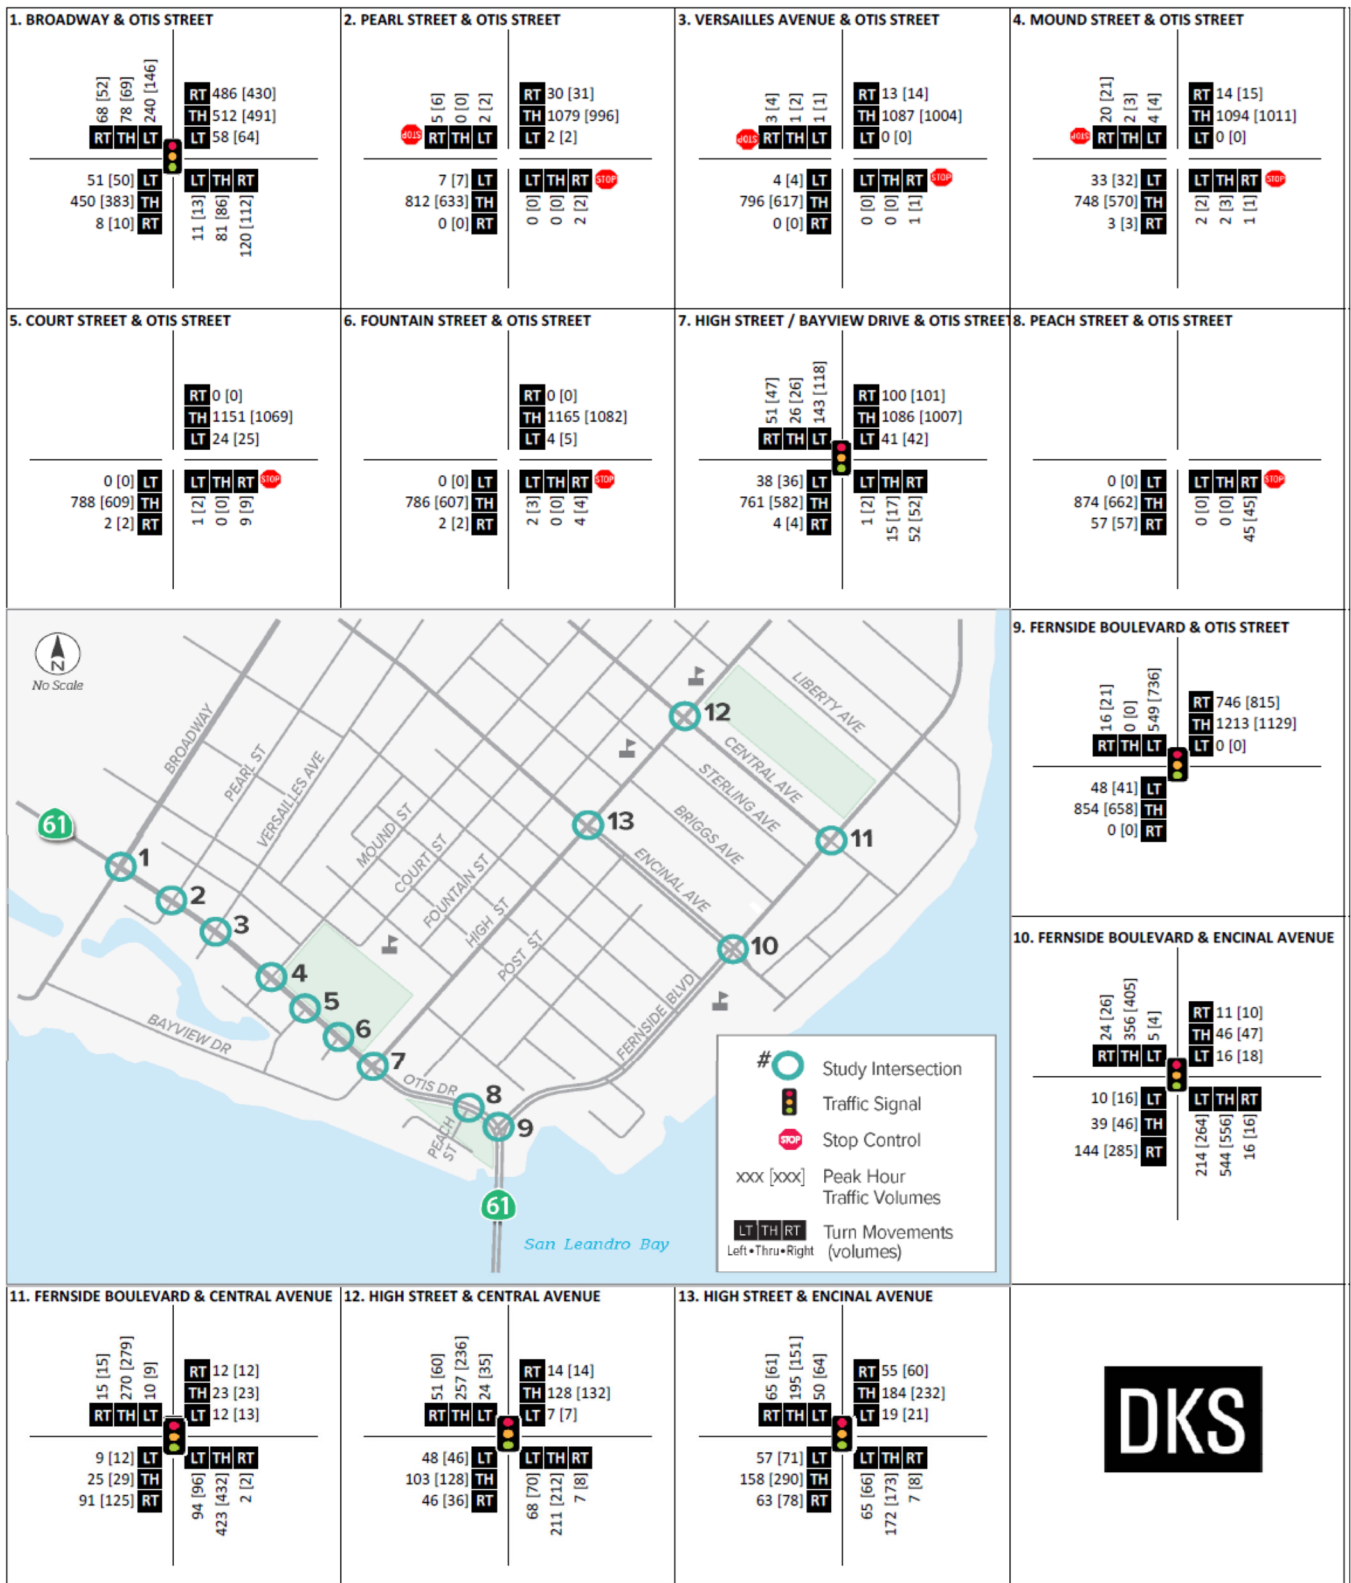 1. BROADWAY & OTIS STREET
68 [52]
78 [69]
240 [146]
RT TH LT
RT 486 [430]
TH 512 [491]
LT 58 [64]
51 [50] LT
450 [383] TH
8 [10] RT
LT TH RT
11 [13]
81 [86]
120 [112]
2. PEARL STREET & OTIS STREET
5 [6]
0 [0]
2 [2]
STOP RT TH LT
RT 30 [31]
TH 1079 [996]
LT 2 [2]
7 [7] LT
812 [633] TH
0 [0] RT
LT TH RT STOP
0 [0]
0 [0]
2 [2]
3. VERSAILLES AVENUE & OTIS STREET
3 [4]
1 [2]
1 [1]
STOP RT TH LT
RT 13 [14]
TH 1087 [1004]
LT 0 [0]
4 [4] LT
796 [617] TH
0 [0] RT
LT TH RT STOP
0 [0]
0 [0]
1 [1]
4. MOUND STREET & OTIS STREET
20 [21]
2 [3]
4 [4]
STOP RT TH LT
RT 14 [15]
TH 1094 [1011]
LT 0 [0]
33 [32] LT
748 [570] TH
3 [3] RT
LT TH RT STOP
2 [2]
2 [3]
1 [1]
5. COURT STREET & OTIS STREET
RT 0 [0]
TH 1151 [1069]
LT 24 [25]
0 [0] LT
788 [609] TH
2 [2] RT
LT TH RT STOP
1 [2]
0 [0]
9 [9]
6. FOUNTAIN STREET & OTIS STREET
RT 0 [0]
TH 1165 [1082]
LT 4 [5]
0 [0] LT
786 [607] TH
2 [2] RT
LT TH RT STOP
2 [3]
0 [0]
4 [4]
7. HIGH STREET / BAYVIEW DRIVE & OTIS STREET
51 [47]
26 [26]
143 [118]
RT TH LT
RT 100 [101]
TH 1086 [1007]
LT 41 [42]
38 [36] LT
761 [582] TH
4 [4] RT
LT TH RT
1 [2]
15 [17]
52 [52]
8. PEACH STREET & OTIS STREET
0 [0] LT
874 [662] TH
57 [57] RT
LT TH RT STOP
0 [0]
0 [0]
45 [45]
N
No Scale
61
BROADWAY
PEARL ST
VERSAILLES AVE
MOUND ST
COURT ST
FOUNTAIN ST
HIGH ST
POST ST
FERNSIDE BLVD
LIBERTY AVE
CENTRAL AVE
STERLING AVE
BRIGGS AVE
ENCINAL AVE
BAYVIEW DR
OTIS DR
PEACH ST
1
2
3
4
5
6
7
8
9
10
11
12
13
61
San Leandro Bay
# Study Intersection
Traffic Signal
STOP Stop Control
xxx [xxx] Peak Hour
Traffic Volumes
LT TH RT Turn Movements
Left•Thru•Right (volumes)
9. FERNSIDE BOULEVARD & OTIS STREET
16 [21]
0 [0]
549 [736]
RT TH LT
RT 746 [815]
TH 1213 [1129]
LT 0 [0]
48 [41] LT
854 [658] TH
0 [0] RT
10. FERNSIDE BOULEVARD & ENCINAL AVENUE
24 [26]
356 [405]
5 [4]
RT TH LT
RT 11 [10]
TH 46 [47]
LT 16 [18]
10 [16] LT
39 [46] TH
144 [285] RT
LT TH RT
214 [264]
544 [556]
16 [16]
11. FERNSIDE BOULEVARD & CENTRAL AVENUE
15 [15]
270 [279]
10 [9]
RT TH LT
RT 12 [12]
TH 23 [23]
LT 12 [13]
9 [12] LT
25 [29] TH
91 [125] RT
LT TH RT
94 [96]
423 [432]
2 [2]
12. HIGH STREET & CENTRAL AVENUE
51 [60]
257 [236]
24 [35]
RT TH LT
RT 14 [14]
TH 128 [132]
LT 7 [7]
48 [46] LT
103 [128] TH
46 [36] RT
LT TH RT
68 [70]
211 [212]
7 [8]
13. HIGH STREET & ENCINAL AVENUE
65 [61]
195 [151]
50 [64]
RT TH LT
RT 55 [60]
TH 184 [232]
LT 19 [21]
57 [71] LT
158 [290] TH
63 [78] RT
LT TH RT
65 [66]
172 [173]
7 [8]
DKS